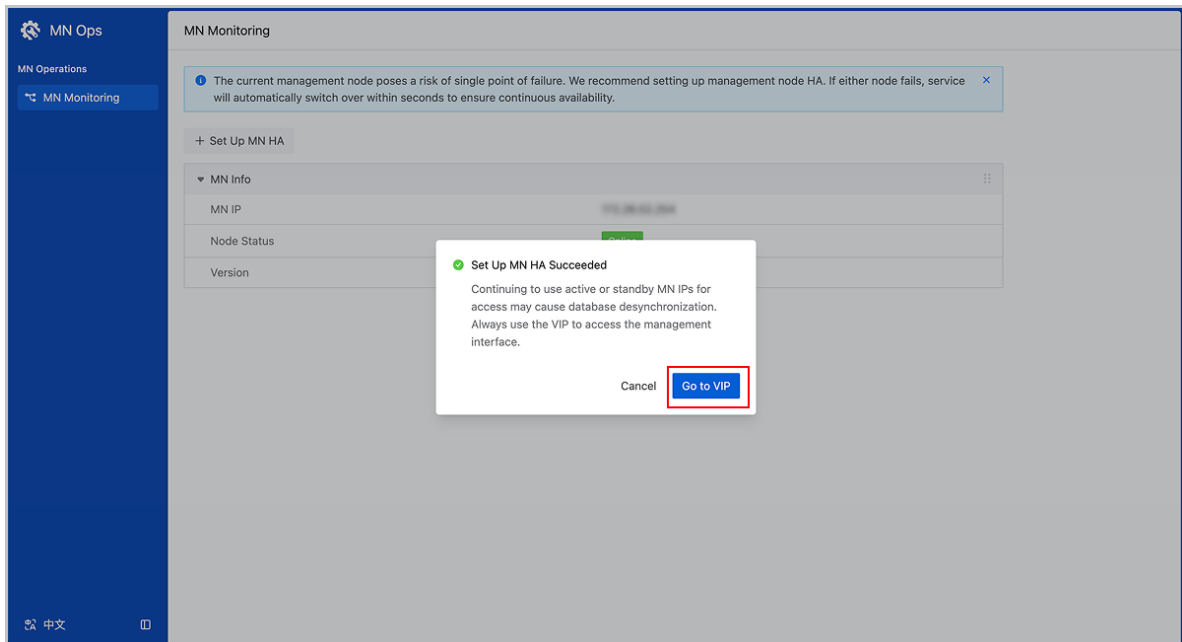 MN Ops
MN Operations
MN Monitoring
中文
MN Monitoring
The current management node poses a risk of single point of failure. We recommend setting up management node HA. If either node fails, service
will automatically switch over within seconds to ensure continuous availability.
+ Set Up MN HA
MN Info
MN IP
Node Status
Version
Set Up MN HA Succeeded
Continuing to use active or standby MN IPs for
access may cause database desynchronization.
Always use the VIP to access the management
interface.
Cancel Go to VIP